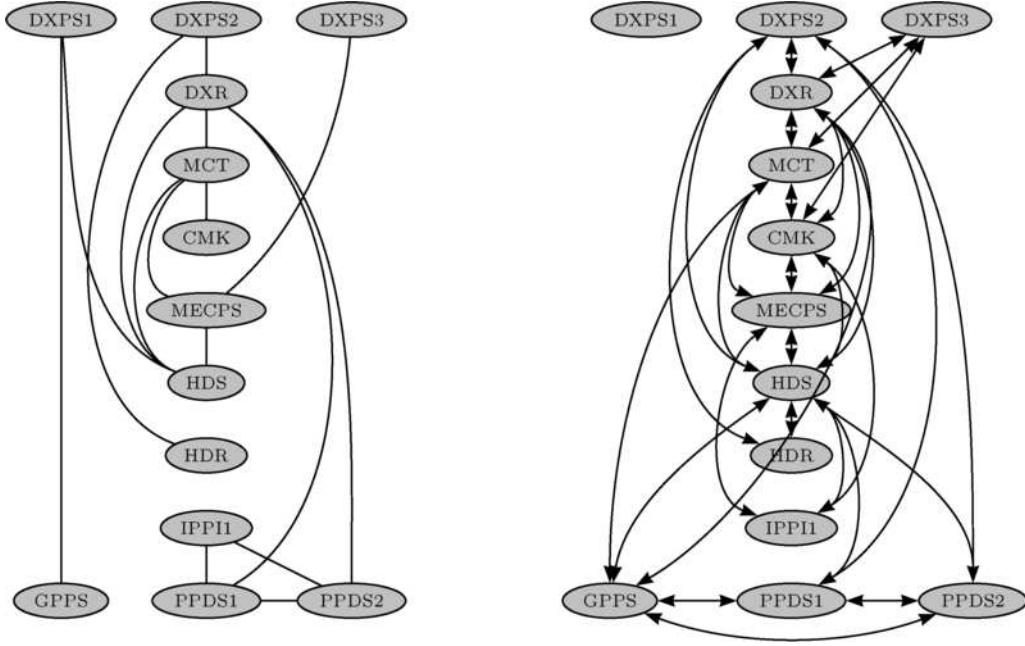 DXPS1 DXPS2 DXPS3 DXPS1 DXPS2 DXPS3
DXR DXR
MCT MCT
CMK CMK
MECPS MECPS
HDS HDS
HDR HDR
IPPI1 IPPI1
GPPS PPDS1 PPDS2 GPPS PPDS1 PPDS2